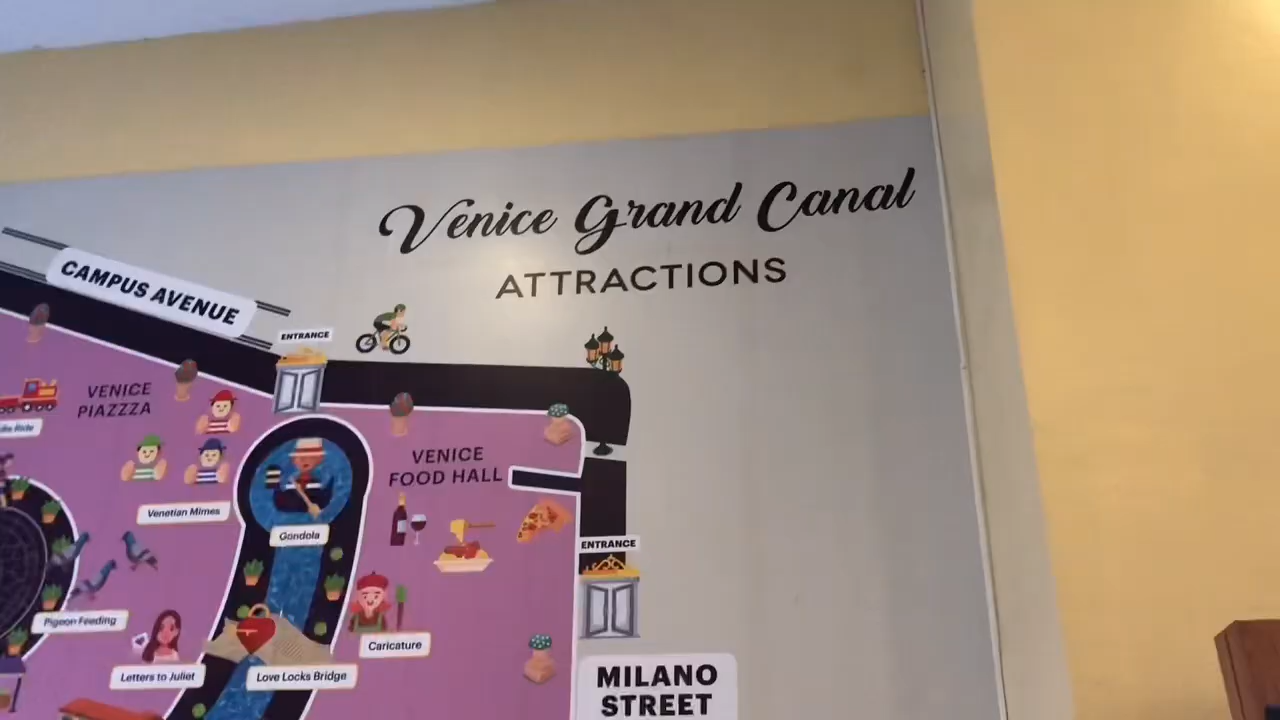 Venice Grand Canal
ATTRACTIONS
CAMPUS AVENUE
ENTRANCE
VENICE
PIAZZZA
Ride
VENICE
FOOD HALL
Venetian Mimes
Gondola
ENTRANCE
Pigeon Feeding
Caricature
Letters to Juliet
Love Locks Bridge
MILANO
STREET